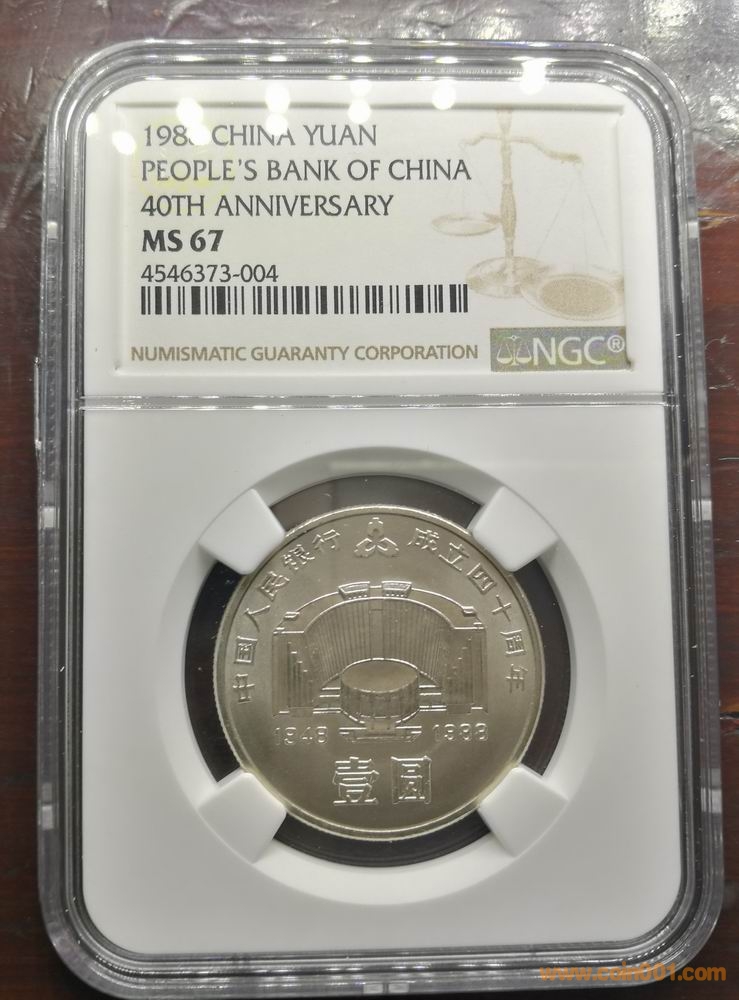 1988 CHINA YUAN
PEOPLE'S BANK OF CHINA
40TH ANNIVERSARY
MS 67
4546373-004
NUMISMATIC GUARANTY CORPORATION
NGC®
中国人民银行 成立四十周年
1948 1988
壹圆
www.coin001.com